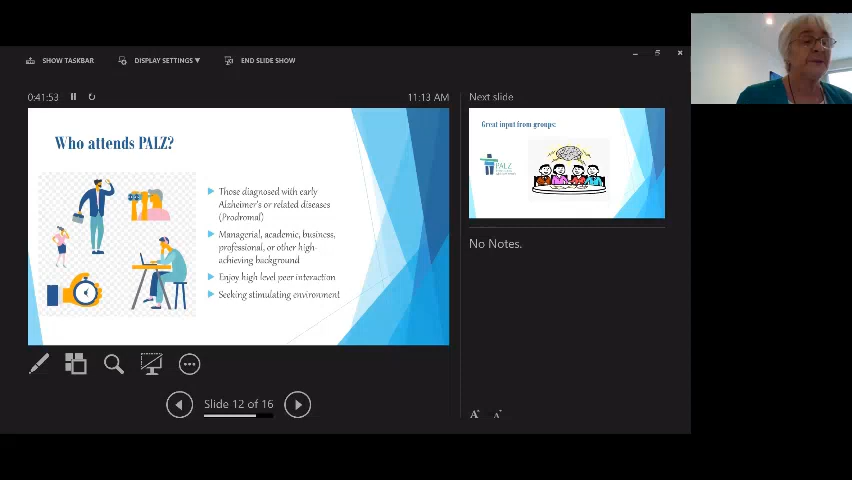 SHOW TASKBAR
DISPLAY SETTINGS ▼
END SLIDE SHOW
0:41:53
11:13 AM
Who attends PALZ?
Those diagnosed with early
Alzheimer's or related diseases
(Prodromal)
Managerial, academic, business,
professional, or other high-
achieving background
Enjoy high level peer interaction
Seeking stimulating environment
Slide 12 of 16
Next slide
Great input from groups:
PALZ
No Notes.
A
A